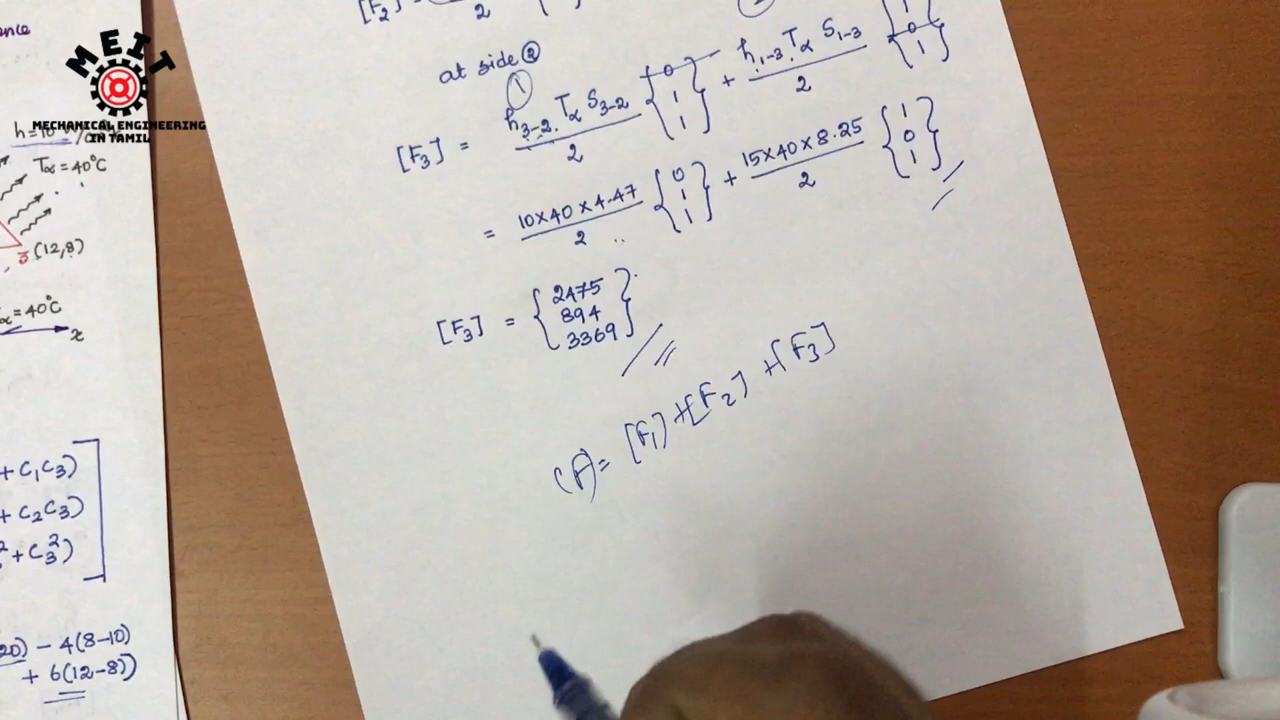 MEIT
MECHANICAL ENGINEERING
IN TAMIL
T∞ = 40°C
3 (12,8)
= 40°C
x
+ C₁C₃)
+ C₂C₃)
+ C₃²)
20) − 4(8−10)
+ 6(12−8))
[F₂]
2
at side ②
①
[F₃] = h₃₋₂ T∝ S₃₋₂ / 2 {0 1 1} + h₁₋₃ T∝ S₁₋₃ / 2 {1 0 1}
= 10×40×4.47 / 2 {0 1 1} + 15×40×8.25 / 2 {1 0 1}
[F₃] = {2475 894 3369}
(F) = [F₁] + [F₂] + [F₃]